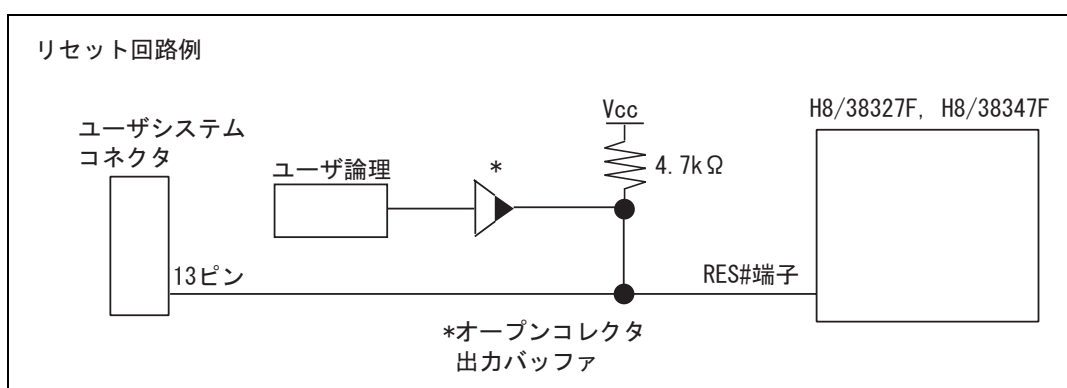 リセット回路例
Vcc
H8/38327F, H8/38347F
ユーザシステム
コネクタ
ユーザ論理
*
4.7kΩ
13ピン
RES#端子
*オープンコレクタ
出力バッファ